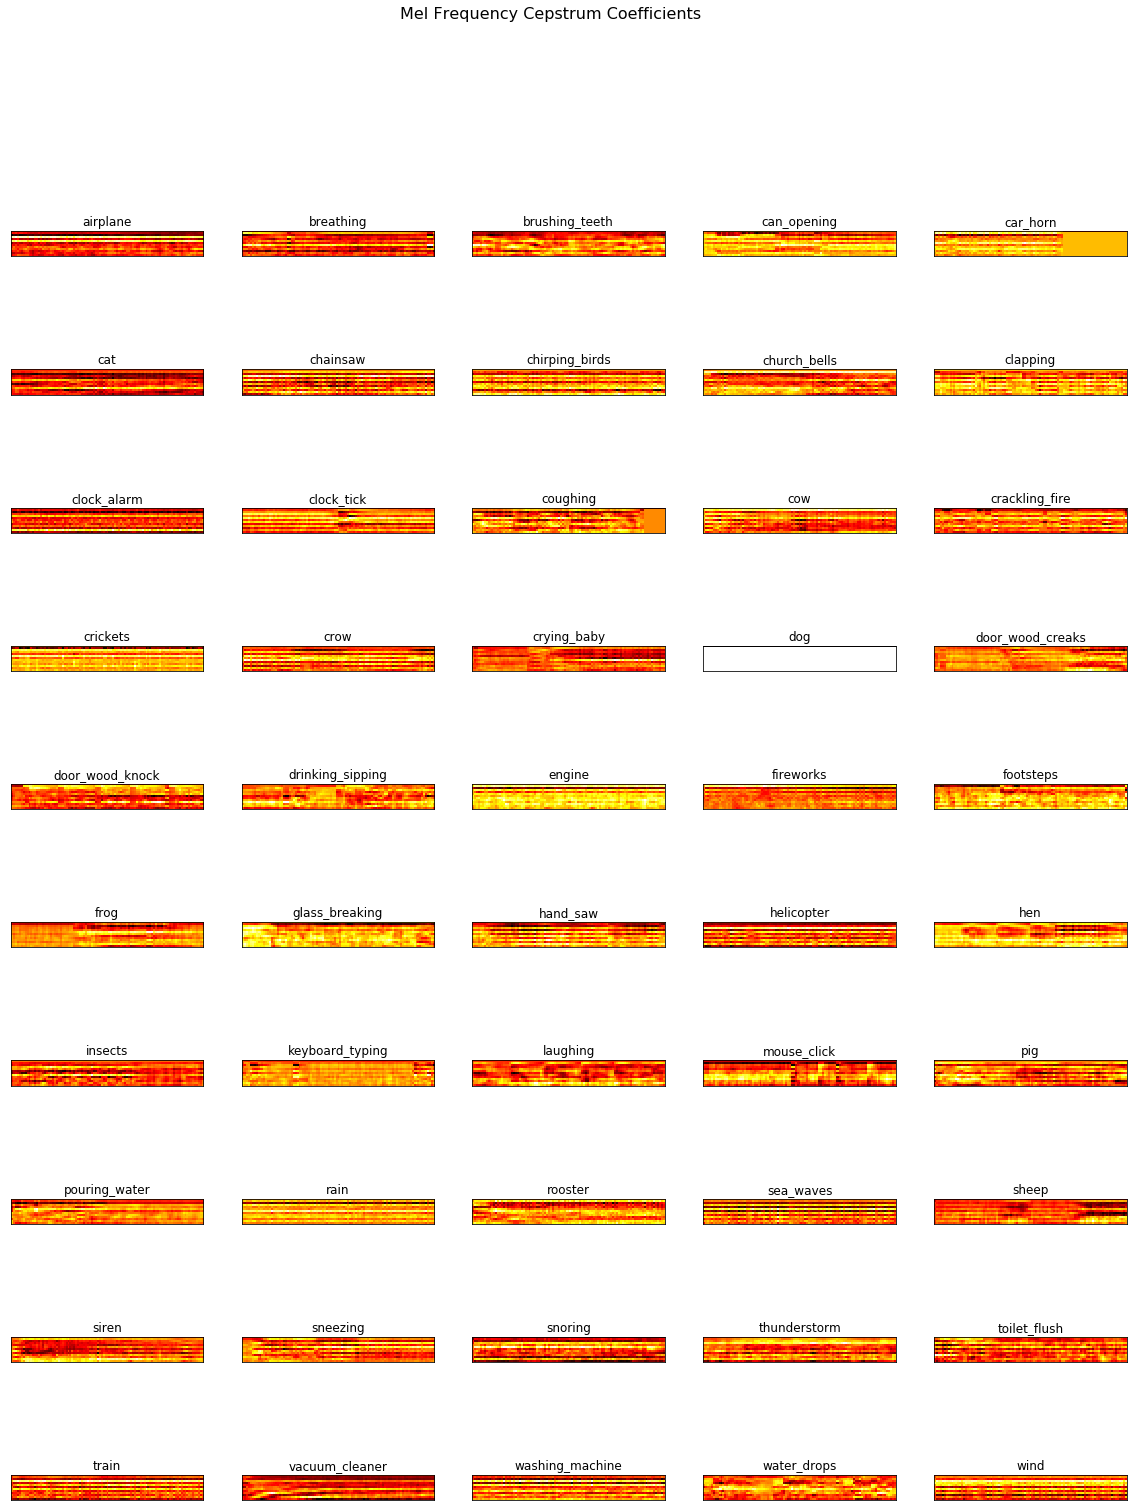 Mel Frequency Cepstrum Coefficients
airplane breathing brushing_teeth can_opening car_horn
cat chainsaw chirping_birds church_bells clapping
clock_alarm clock_tick coughing cow crackling_fire
crickets crow crying_baby dog door_wood_creaks
door_wood_knock drinking_sipping engine fireworks footsteps
frog glass_breaking hand_saw helicopter hen
insects keyboard_typing laughing mouse_click pig
pouring_water rain rooster sea_waves sheep
siren sneezing snoring thunderstorm toilet_flush
train vacuum_cleaner washing_machine water_drops wind